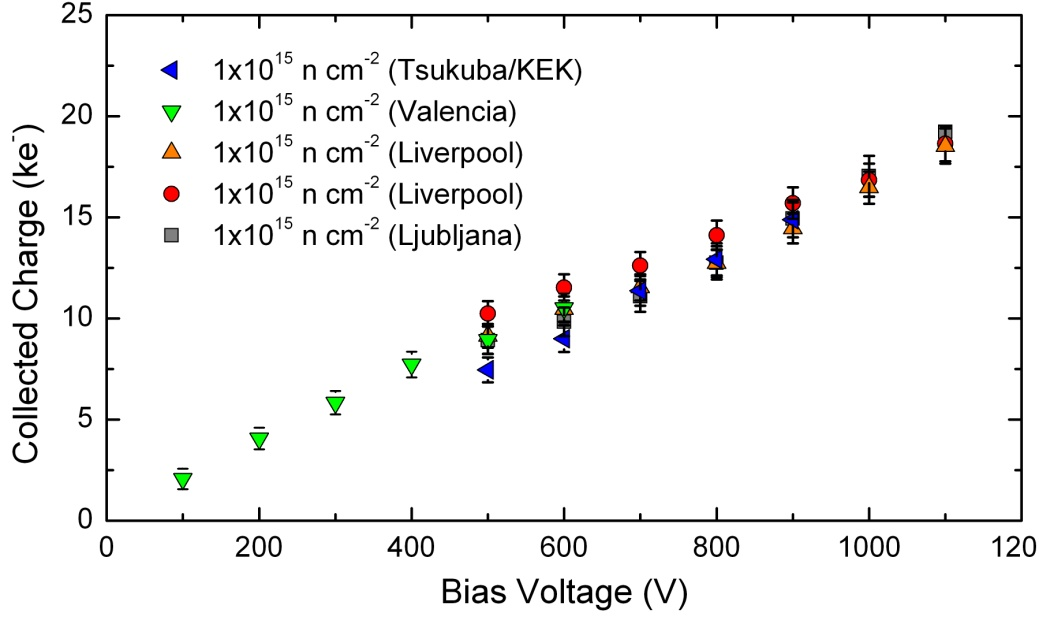 25
20
15
10
5
0
Collected Charge (ke⁻)
1x10¹⁵ n cm⁻² (Tsukuba/KEK)
1x10¹⁵ n cm⁻² (Valencia)
1x10¹⁵ n cm⁻² (Liverpool)
1x10¹⁵ n cm⁻² (Liverpool)
1x10¹⁵ n cm⁻² (Ljubljana)
0 200 400 600 800 1000 120
Bias Voltage (V)